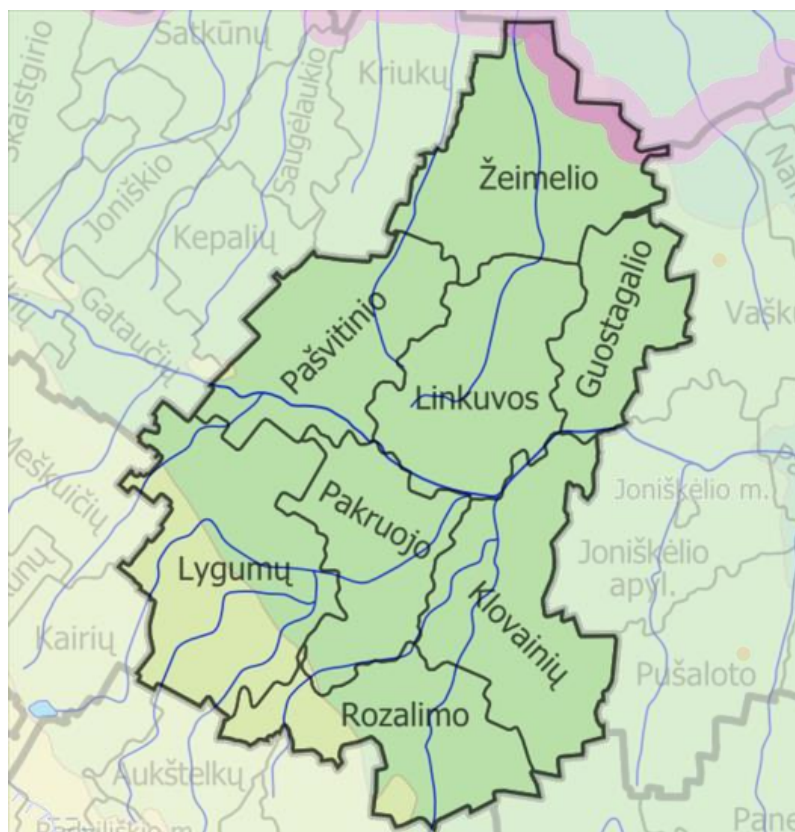 Satkūnų
Skaistgirio
Kriukų
Saugėlaukio
Joniškio
Žeimelio
Kepalių
Guostagalio
Gataučių
Vašk
Pašvitinio
Linkuvos
Meškuičių
Pakruojo
Joniškėlio m.
Joniškėlio
apyl.
Lygumų
Klovainių
Kairių
Pušaloto
Rozalimo
Aukštelkų
Pane